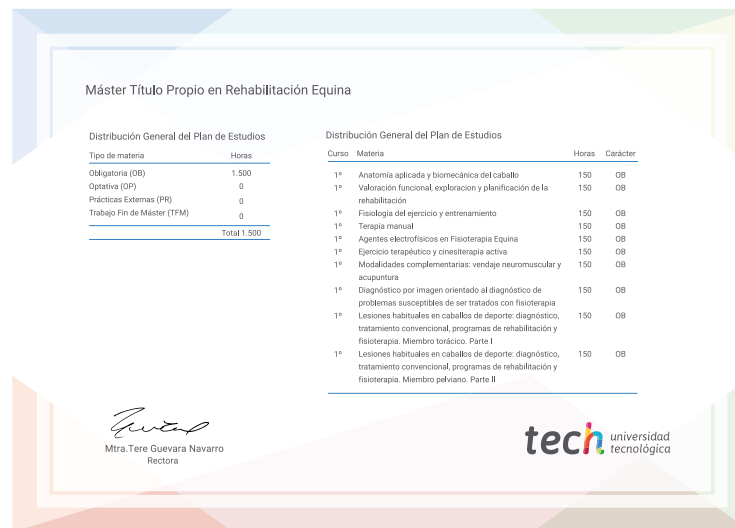 Máster Título Propio en Rehabilitación Equina
Distribución General del Plan de Estudios
Tipo de materia Horas
Obligatoria (OB) 1.500
Optativa (OP) 0
Prácticas Externas (PR) 0
Trabajo Fin de Máster (TFM) 0
Total 1.500
Distribución General del Plan de Estudios
Curso Materia Horas Carácter
1º Anatomía aplicada y biomecánica del caballo 150 OB
1º Valoración funcional, exploracion y planificación de la 150 OB
rehabilitación
1º Fisiología del ejercicio y entrenamiento 150 OB
1º Terapia manual 150 OB
1º Agentes electrofísicos en Fisioterapia Equina 150 OB
1º Ejercicio terapéutico y cinesiterapia activa 150 OB
1º Modalidades complementarias: vendaje neuromuscular y 150 OB
acupuntura
1º Diagnóstico por imagen orientado al diagnóstico de 150 OB
problemas susceptibles de ser tratados con fisioterapia
1º Lesiones habituales en caballos de deporte: diagnóstico, 150 OB
tratamiento convencional, programas de rehabilitación y
fisioterapia. Miembro torácico. Parte I
1º Lesiones habituales en caballos de deporte: diagnóstico, 150 OB
tratamiento convencional, programas de rehabilitación y
fisioterapia. Miembro pelviano. Parte II
Mtra.Tere Guevara Navarro
Rectora
tech universidad
tecnológica